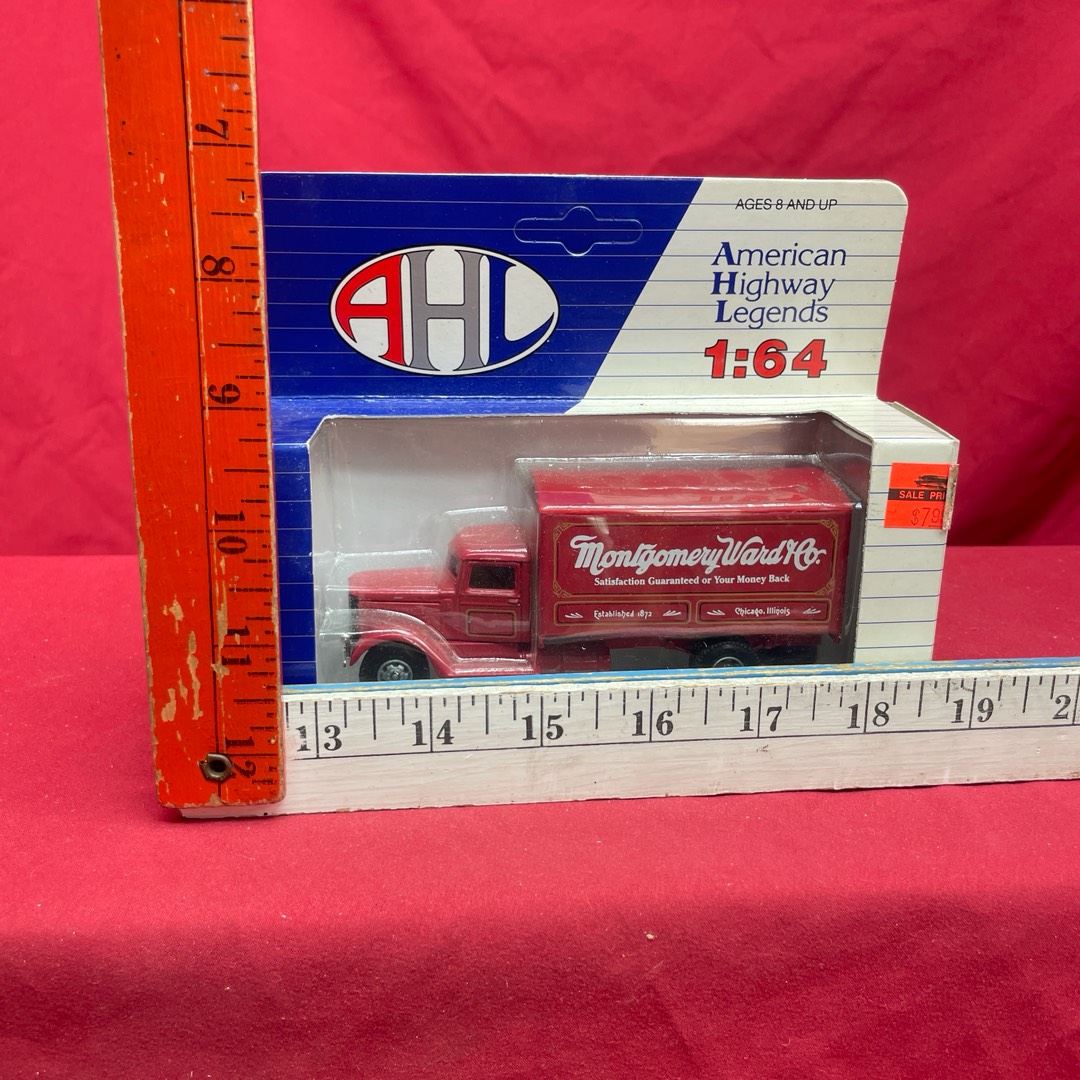 AHL
AGES 8 AND UP
American
Highway
Legends
1:64
SALE PRI
$79
Montgomery Ward & Co.
Satisfaction Guaranteed or Your Money Back
Established 1872
Chicago, Illinois
7
8
9
10
11
12
13 14 15 16 17 18 19 2